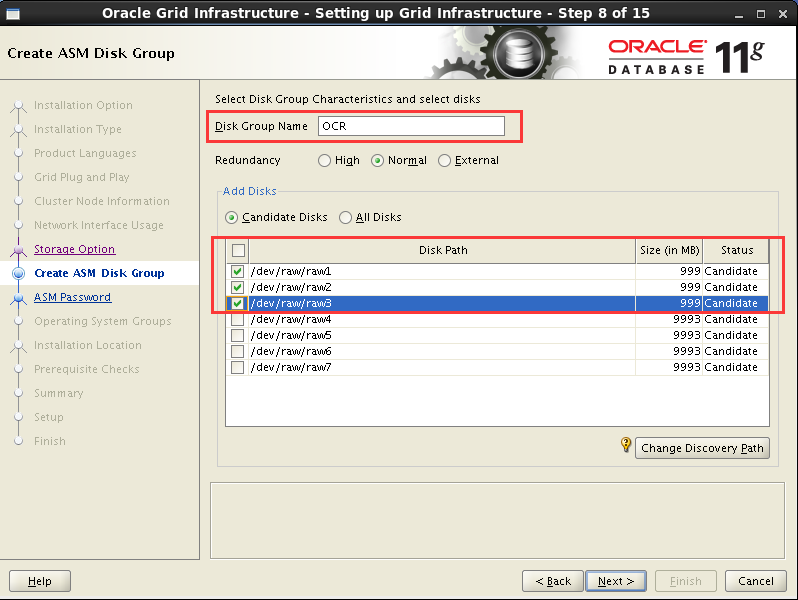 Oracle Grid Infrastructure - Setting up Grid Infrastructure - Step 8 of 15
Create ASM Disk Group
ORACLE
DATABASE 11g
Installation Option
Installation Type
Product Languages
Grid Plug and Play
Cluster Node Information
Network Interface Usage
Storage Option
Create ASM Disk Group
ASM Password
Operating System Groups
Installation Location
Prerequisite Checks
Summary
Setup
Finish
Select Disk Group Characteristics and select disks
Disk Group Name OCR
Redundancy High Normal External
Add Disks
Candidate Disks All Disks
Disk Path Size (in MB) Status
/dev/raw/raw1 999 Candidate
/dev/raw/raw2 999 Candidate
/dev/raw/raw3 999 Candidate
/dev/raw/raw4 9993 Candidate
/dev/raw/raw5 9993 Candidate
/dev/raw/raw6 9993 Candidate
/dev/raw/raw7 9993 Candidate
Change Discovery Path
Help < Back Next > Finish Cancel